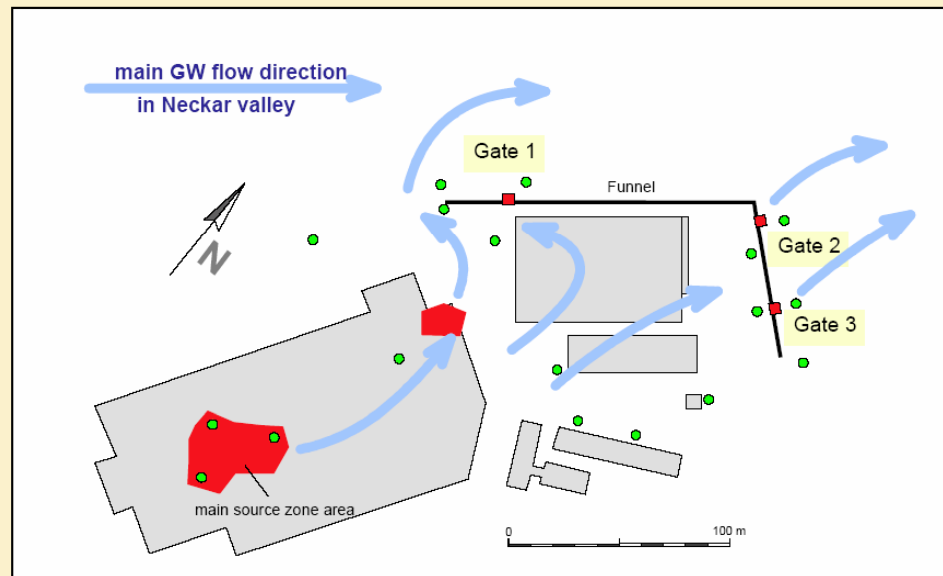 main GW flow direction
in Neckar valley
Gate 1
Funnel
N
Gate 2
Gate 3
main source zone area
0
100 m